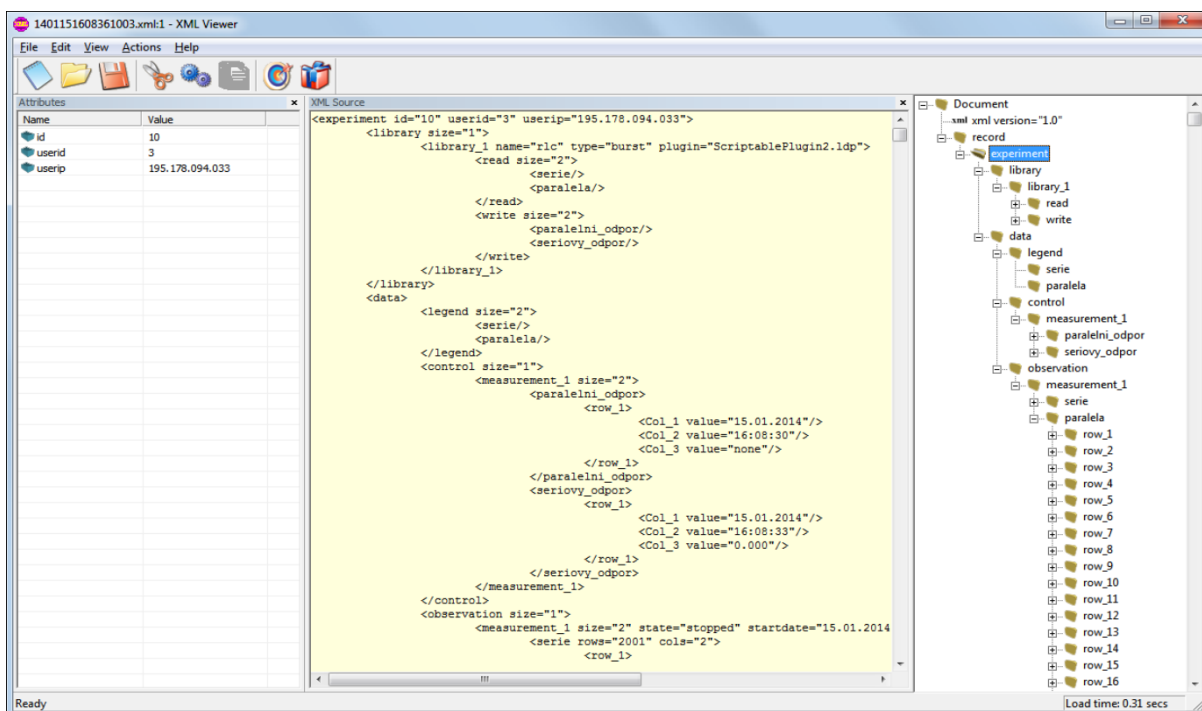 1401151608361003.xml:1 - XML Viewer
File Edit View Actions Help
Attributes
Name Value
id 10
userid 3
userip 195.178.094.033
XML Source
<experiment id="10" userid="3" userip="195.178.094.033">
<library size="1">
<library_1 name="rlc" type="burst" plugin="ScriptablePlugin2.ldp">
<read size="2">
<serie/>
<paralela/>
</read>
<write size="2">
<paralelni_odpor/>
<seriovy_odpor/>
</write>
</library_1>
</library>
<data>
<legend size="2">
<serie/>
<paralela/>
</legend>
<control size="1">
<measurement_1 size="2">
<paralelni_odpor>
<row_1>
<Col_1 value="15.01.2014"/>
<Col_2 value="16:08:30"/>
<Col_3 value="none"/>
</row_1>
</paralelni_odpor>
<seriovy_odpor>
<row_1>
<Col_1 value="15.01.2014"/>
<Col_2 value="16:08:33"/>
<Col_3 value="0.000"/>
</row_1>
</seriovy_odpor>
</measurement_1>
</control>
<observation size="1">
<measurement_1 size="2" state="stopped" startdate="15.01.2014
<serie rows="2001" cols="2">
<row_1>
Document
xml xml version="1.0"
record
experiment
library
library_1
read
write
data
legend
serie
paralela
control
measurement_1
paralelni_odpor
seriovy_odpor
observation
measurement_1
serie
paralela
row_1
row_2
row_3
row_4
row_5
row_6
row_7
row_8
row_9
row_10
row_11
row_12
row_13
row_14
row_15
row_16
Ready
Load time: 0.31 secs